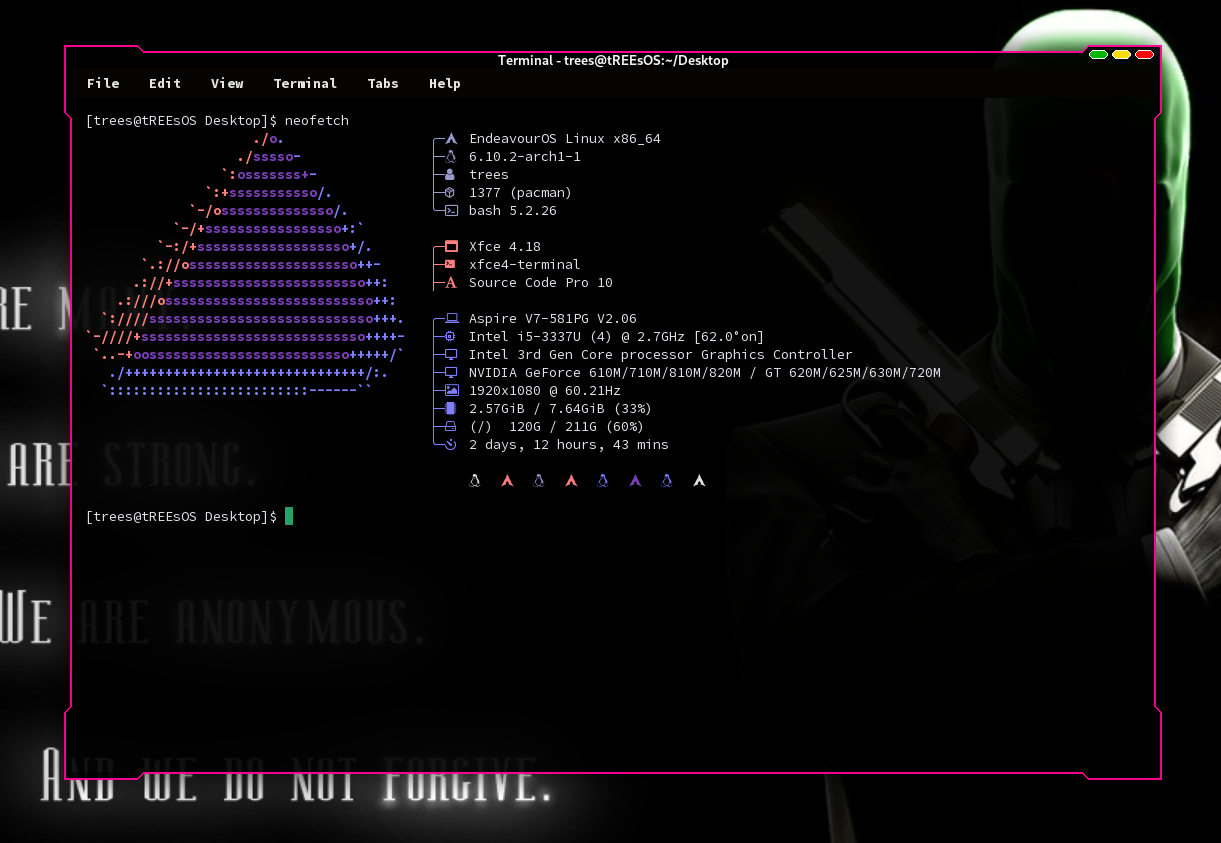 Terminal - trees@tREEsOS:~/Desktop
File Edit View Terminal Tabs Help
[trees@tREEsOS Desktop]$ neofetch
./o.
./sssso-
`:osssssss+-
`:+sssssssssso/.
`-/ossssssssssssso/.
`-/+sssssssssssssssso+:`
`-:/+sssssssssssssssssso+/.
`.://osssssssssssssssssssso++-
.://+ssssssssssssssssssssssso++:
.:///ossssssssssssssssssssssssso++:
`:////ssssssssssssssssssssssssssso+++.
`-////+ssssssssssssssssssssssssssso++++-
`..-+oosssssssssssssssssssssssso+++++/`
./++++++++++++++++++++++++++++++/:.
`:::::::::::::::::::::::::------``
EndeavourOS Linux x86_64
6.10.2-arch1-1
trees
1377 (pacman)
bash 5.2.26
Xfce 4.18
xfce4-terminal
Source Code Pro 10
Aspire V7-581PG V2.06
Intel i5-3337U (4) @ 2.7GHz [62.0°on]
Intel 3rd Gen Core processor Graphics Controller
NVIDIA GeForce 610M/710M/810M/820M / GT 620M/625M/630M/720M
1920x1080 @ 60.21Hz
2.57GiB / 7.64GiB (33%)
(/) 120G / 211G (60%)
2 days, 12 hours, 43 mins
[trees@tREEsOS Desktop]$
RE MANY.
ARE STRONG.
WE ARE ANONYMOUS.
AND WE DO NOT FORGIVE.